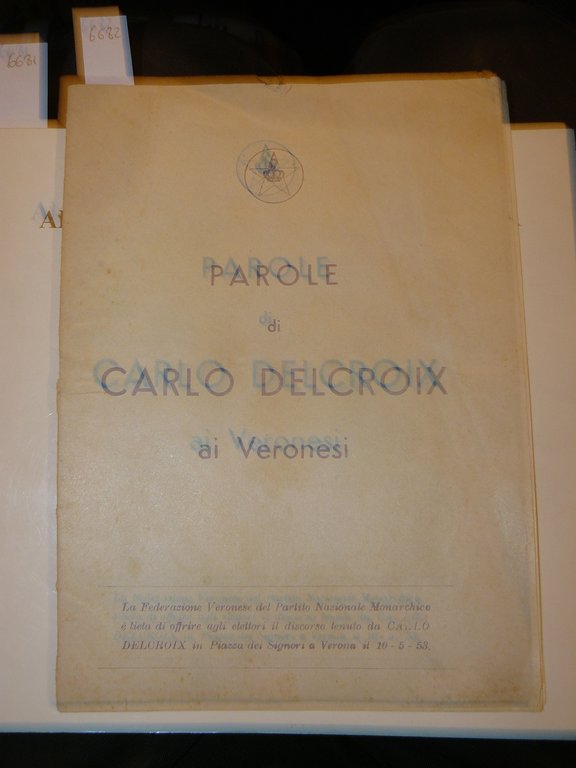 6681
6682
PAROLE
di
CARLO DELCROIX
ai Veronesi
La Federazione Veronese del Partito Nazionale Monarchico
è lieta di offrire agli elettori il discorso tenuto da CARLO
DELCROIX in Piazza dei Signori a Verona il 10 - 5 - 53.